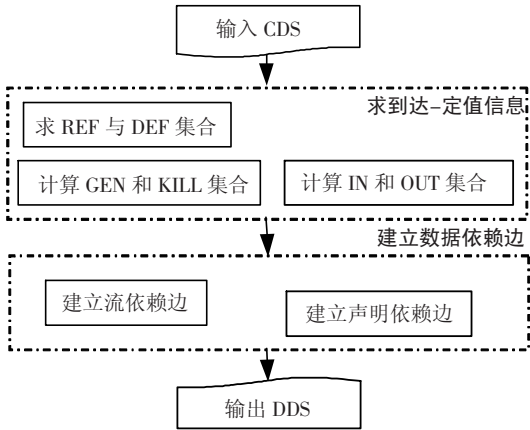 输入 CDS
求到达-定值信息
求 REF 与 DEF 集合
计算 GEN 和 KILL 集合
计算 IN 和 OUT 集合
建立数据依赖边
建立流依赖边
建立声明依赖边
输出 DDS